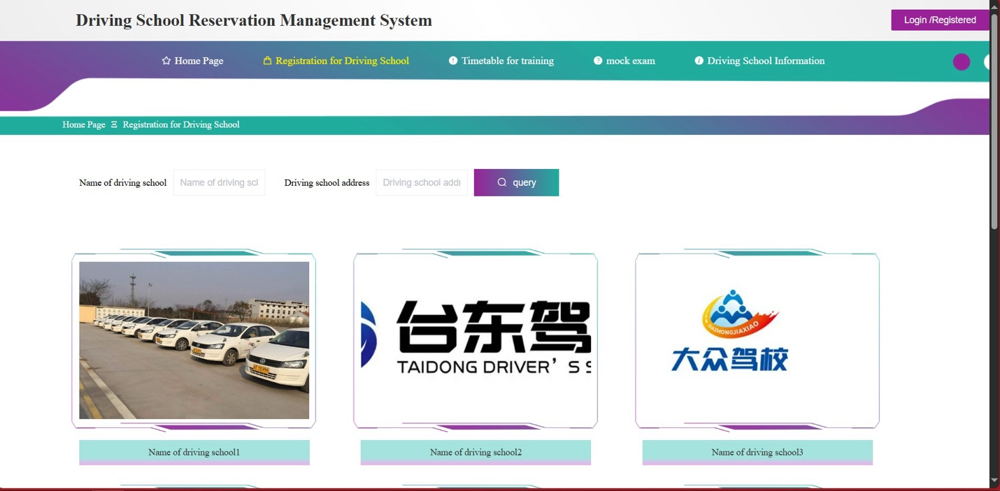 Driving School Reservation Management System
Login /Registered
Home Page
Registration for Driving School
Timetable for training
mock exam
Driving School Information
Home Page Ξ Registration for Driving School
Name of driving school
Name of driving scl
Driving school address
Driving school addr
query
台东驾
TAIDONG DRIVER'S S
DAZHONGJIAXIAO
大众驾校
Name of driving school1
Name of driving school2
Name of driving school3